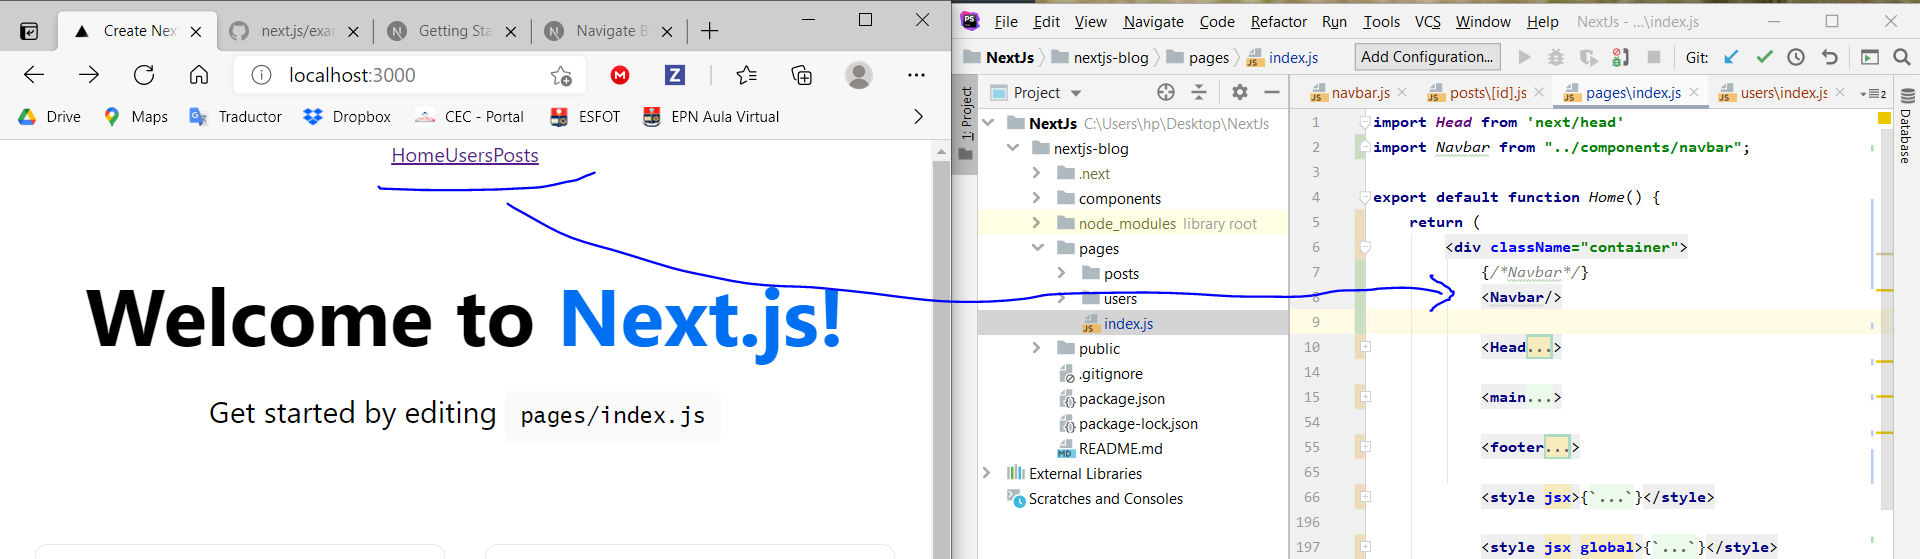 Create Nex
next.js/exa
Getting Sta
Navigate B
localhost:3000
Drive
Maps
Traductor
Dropbox
CEC - Portal
ESFOT
EPN Aula Virtual
HomeUsersPosts
Welcome to Next.js!
Get started by editing pages/index.js
File Edit View Navigate Code Refactor Run Tools VCS Window Help NextJs - ...\index.js
NextJs nextjs-blog pages index.js Add Configuration... Git:
1: Project
Project
NextJs C:\Users\hp\Desktop\NextJs
nextjs-blog
.next
components
node_modules library root
pages
posts
users
index.js
public
.gitignore
package.json
package-lock.json
README.md
External Libraries
Scratches and Consoles
navbar.js posts\[id].js pages\index.js users\index.js 2
1 import Head from 'next/head'
2 import Navbar from "../components/navbar";
3
4 export default function Home() {
5 return (
6 <div className="container">
7 {/*Navbar*/}
8 <Navbar/>
9
10 <Head...>
14
15 <main...>
54
55 <footer...>
65
66 <style jsx>{`...`}</style>
196
197 <style jsx global>{`...`}</style>
Database